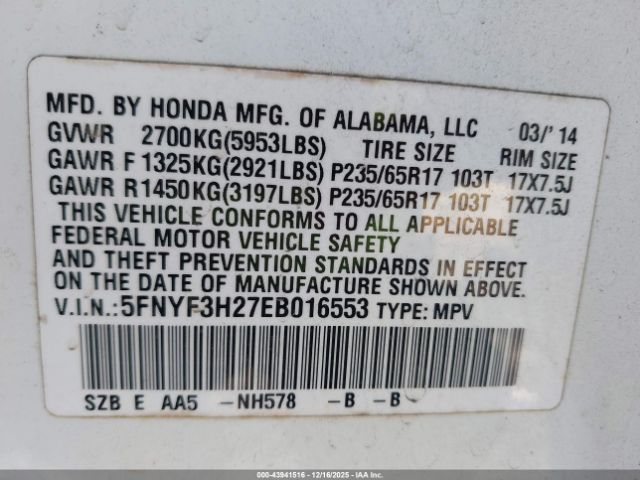 MFD. BY HONDA MFG. OF ALABAMA, LLC 03/'14
GVWR 2700KG(5953LBS) TIRE SIZE RIM SIZE
GAWR F 1325KG(2921LBS) P235/65R17 103T 17X7.5J
GAWR R1450KG(3197LBS) P235/65R17 103T 17X7.5J
THIS VEHICLE CONFORMS TO ALL APPLICABLE
FEDERAL MOTOR VEHICLE SAFETY
AND THEFT PREVENTION STANDARDS IN EFFECT
ON THE DATE OF MANUFACTURE SHOWN ABOVE.
V.I.N.:5FNYF3H27EB016553 TYPE: MPV
SZB E AA5 -NH578 -B -B
000-43941516 - 12/16/2025 - IAA Inc.